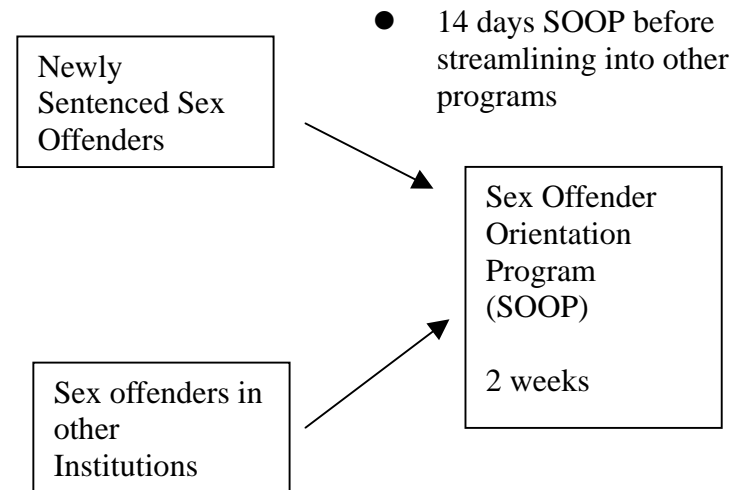 ● 14 days SOOP before
streamlining into other
programs
Newly
Sentenced Sex
Offenders
Sex Offender
Orientation
Program
(SOOP)
2 weeks
Sex offenders in
other
Institutions